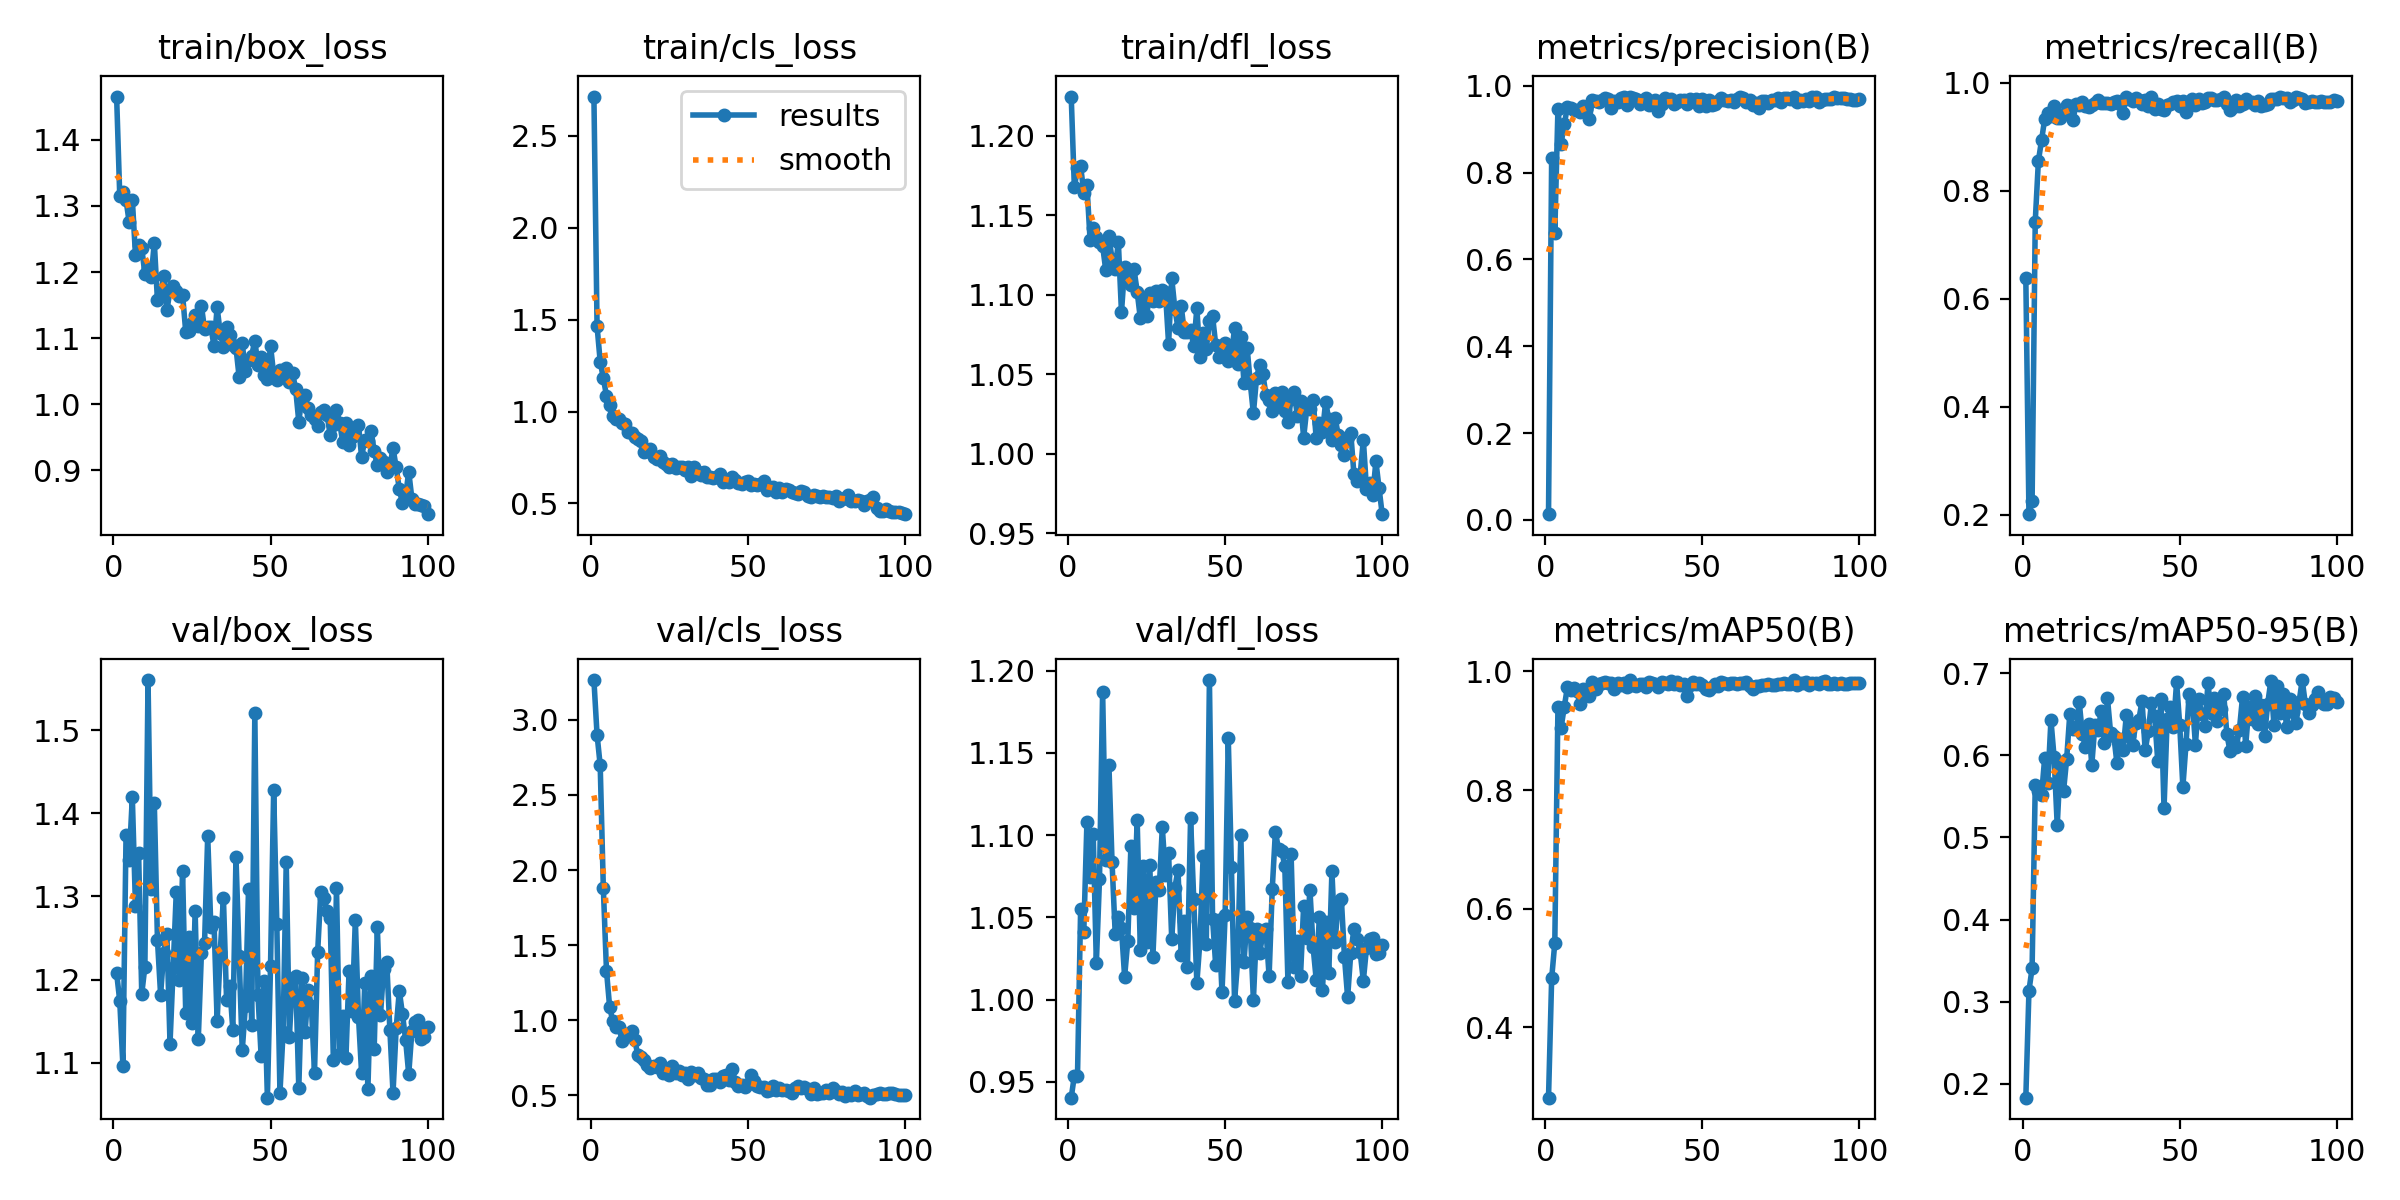 train/box_loss
1.4
1.3
1.2
1.1
1.0
0.9
0 50 100
train/cls_loss
results
smooth
2.5
2.0
1.5
1.0
0.5
0 50 100
train/dfl_loss
1.20
1.15
1.10
1.05
1.00
0.95
0 50 100
metrics/precision(B)
1.0
0.8
0.6
0.4
0.2
0.0
0 50 100
metrics/recall(B)
1.0
0.8
0.6
0.4
0.2
0 50 100
val/box_loss
1.5
1.4
1.3
1.2
1.1
0 50 100
val/cls_loss
3.0
2.5
2.0
1.5
1.0
0.5
0 50 100
val/dfl_loss
1.20
1.15
1.10
1.05
1.00
0.95
0 50 100
metrics/mAP50(B)
1.0
0.8
0.6
0.4
0 50 100
metrics/mAP50-95(B)
0.7
0.6
0.5
0.4
0.3
0.2
0 50 100